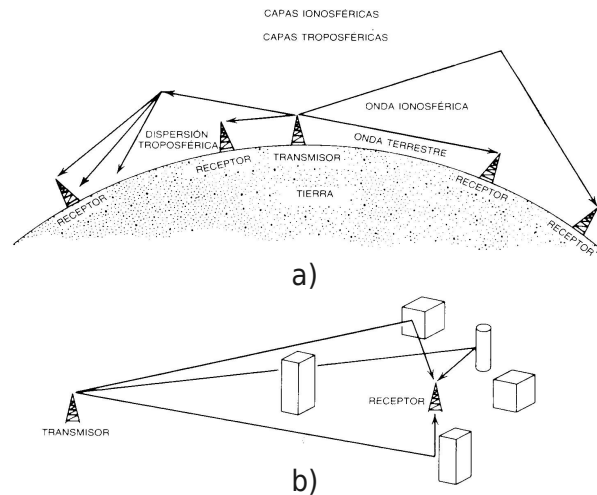 CAPAS IONOSFÉRICAS
CAPAS TROPOSFÉRICAS
ONDA IONOSFÉRICA
DISPERSIÓN
TROPOSFÉRICA
ONDA TERRESTRE
RECEPTOR
TRANSMISOR
RECEPTOR
RECEPTOR
TIERRA
RECEPTOR
a)
RECEPTOR
TRANSMISOR
b)